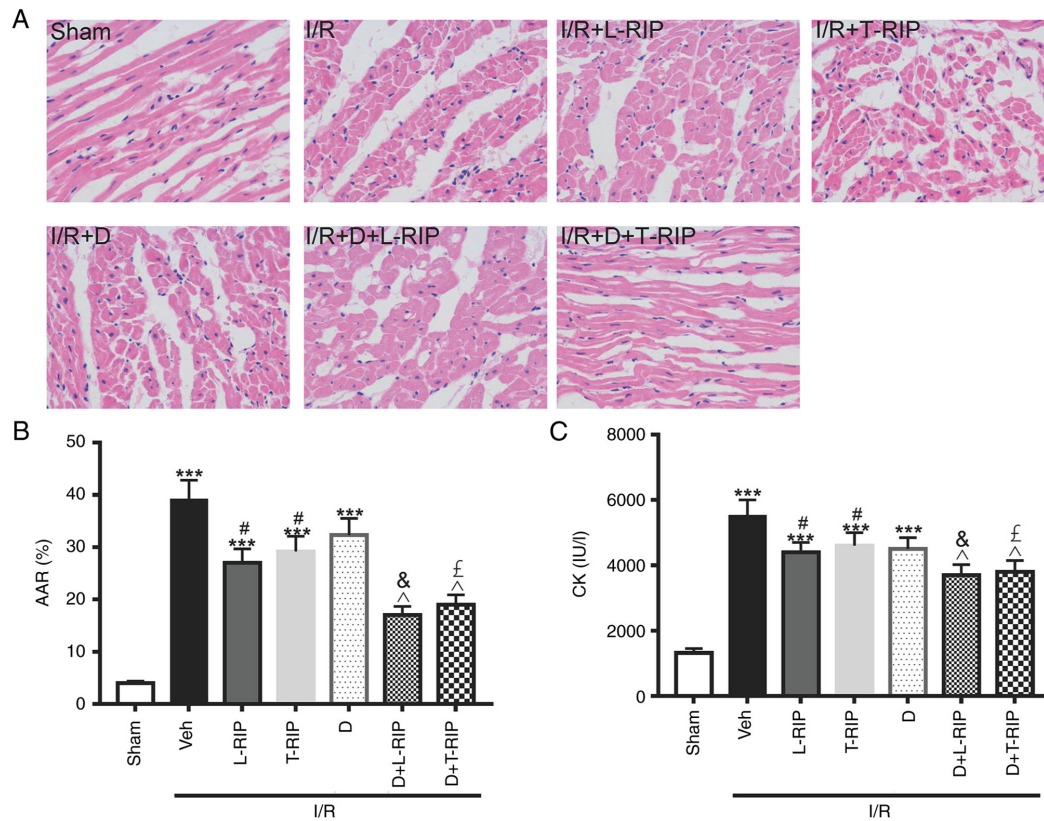 A
Sham
I/R
I/R+L-RIP
I/R+T-RIP
I/R+D
I/R+D+L-RIP
I/R+D+T-RIP
B
AAR (%)
50
40
30
20
10
0
***
#
***
#
***
***
&
^
£
^
Sham
Veh
L-RIP
T-RIP
D
D+L-RIP
D+T-RIP
I/R
C
CK (IU/l)
8000
6000
4000
2000
0
***
#
***
#
***
***
&
^
£
^
Sham
Veh
L-RIP
T-RIP
D
D+L-RIP
D+T-RIP
I/R